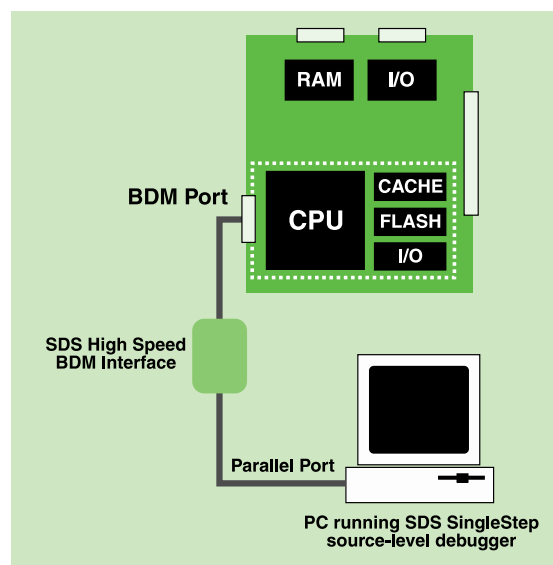 RAM
I/O
BDM Port
CPU
CACHE
FLASH
I/O
SDS High Speed
BDM Interface
Parallel Port
PC running SDS SingleStep
source-level debugger